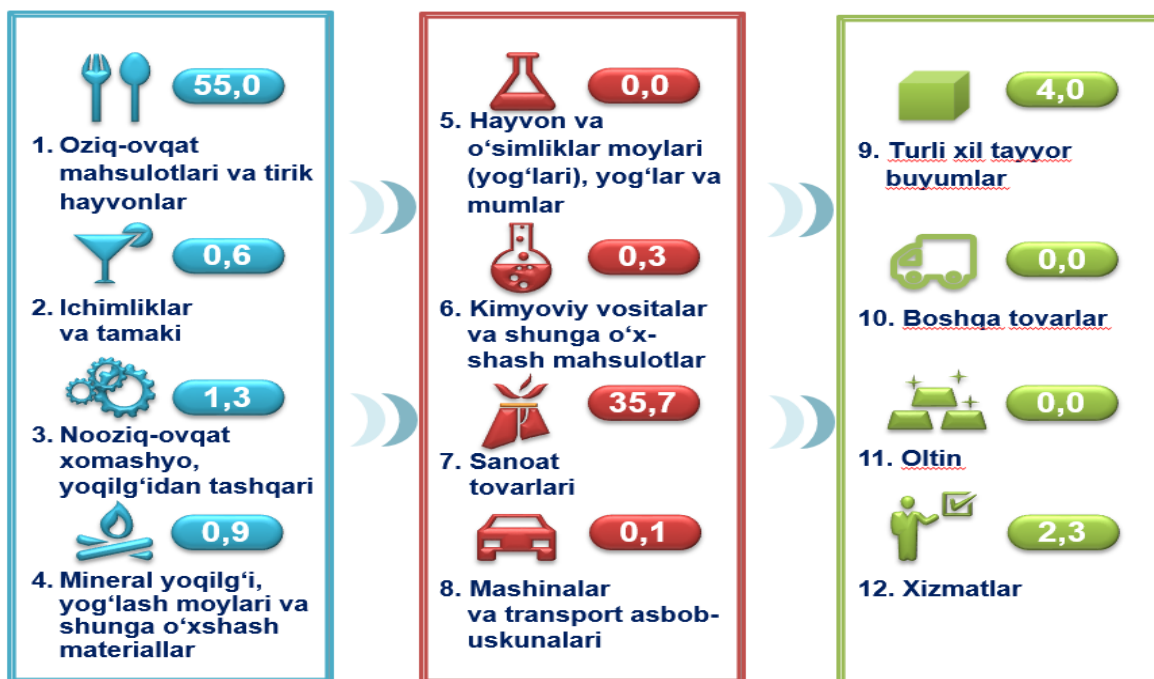 55,0
1. Oziq-ovqat
mahsulotlari va tirik
hayvonlar
0,6
2. Ichimliklar
va tamaki
1,3
3. Nooziq-ovqat
xomashyo,
yoqilg‘idan tashqari
0,9
4. Mineral yoqilg‘i,
yog‘lash moylari va
shunga o‘xshash
materiallar
0,0
5. Hayvon va
o‘simliklar moylari
(yog‘lari), yog‘lar va
mumlar
0,3
6. Kimyoviy vositalar
va shunga o‘x-
shash mahsulotlar
35,7
7. Sanoat
tovarlari
0,1
8. Mashinalar
va transport asbob-
uskunalari
4,0
9. Turli xil tayyor
buyumlar
0,0
10. Boshqa tovarlar
0,0
11. Oltin
2,3
12. Xizmatlar